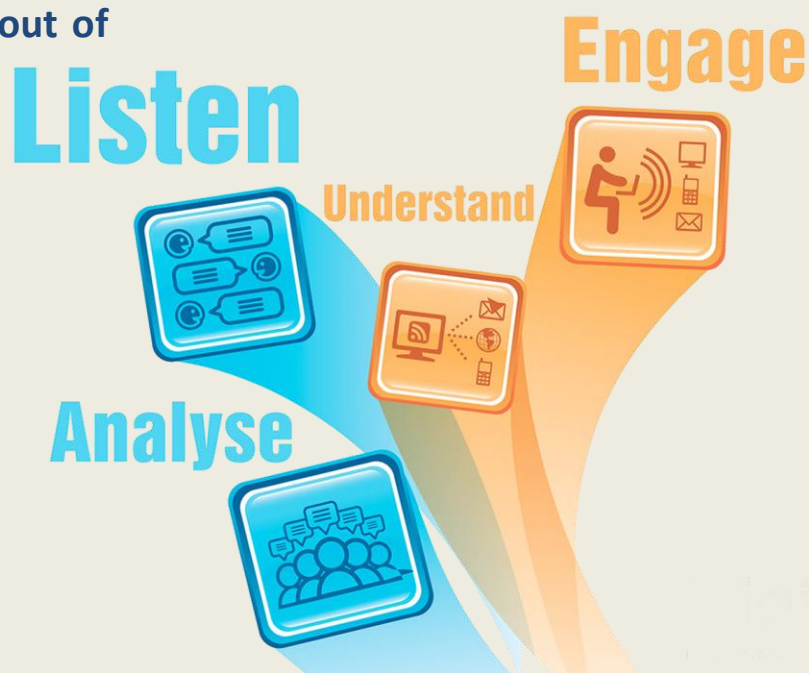 out of
Listen
Engage
Understand
Analyse